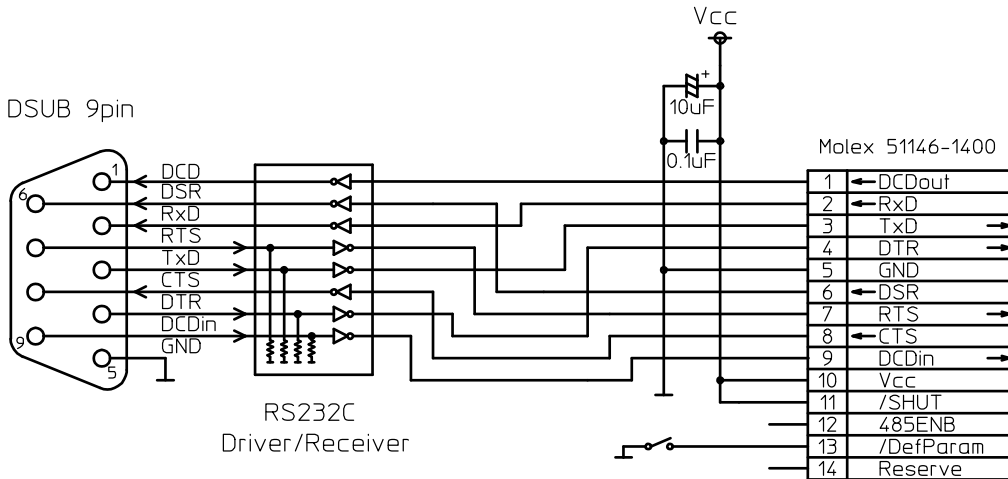 Vcc
+
10uF
0.1uF
DSUB 9pin
1
6
9
5
DCD
DSR
RxD
RTS
TxD
CTS
DTR
DCDin
GND
RS232C
Driver/Receiver
Molex 51146-1400
1 DCDout
2 RxD
3 TxD
4 DTR
5 GND
6 DSR
7 RTS
8 CTS
9 DCDin
10 Vcc
11 /SHUT
12 485ENB
13 /DefParam
14 Reserve